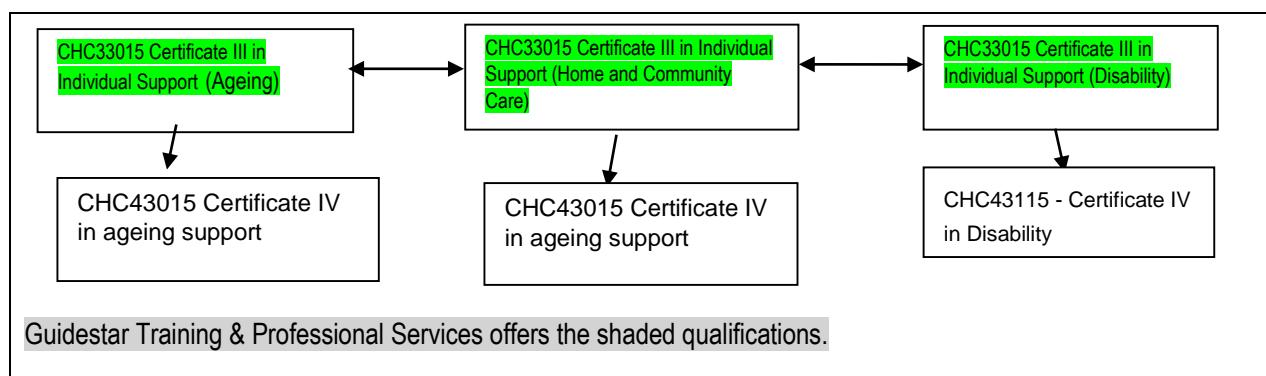 CHC33015 Certificate III in
Individual Support (Ageing)
CHC33015 Certificate III in Individual
Support (Home and Community
Care)
CHC33015 Certificate III in
Individual Support (Disability)
CHC43015 Certificate IV
in ageing support
CHC43015 Certificate IV
in ageing support
CHC43115 - Certificate IV
in Disability
Guidestar Training & Professional Services offers the shaded qualifications.